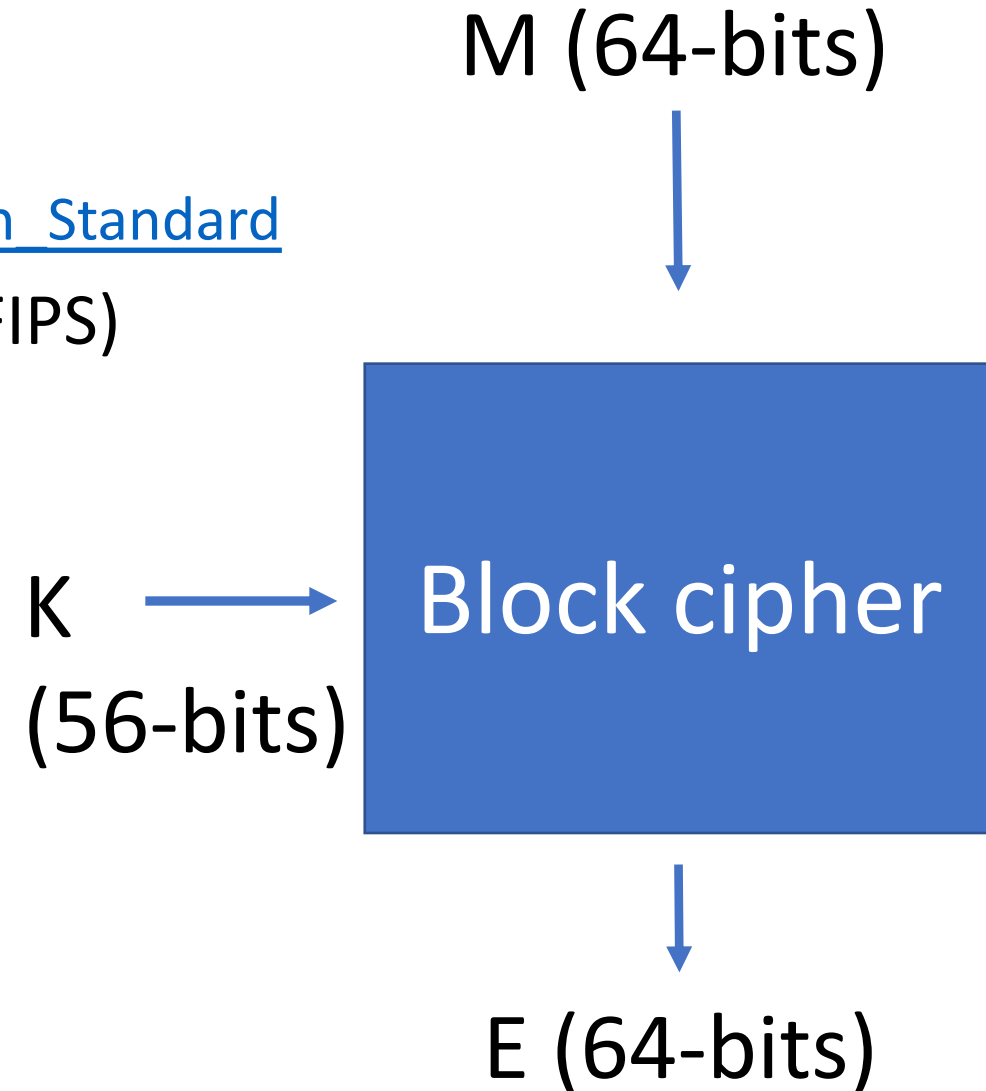 M (64-bits)
n_Standard
FIPS)
Block cipher
K
(56-bits)
E (64-bits)